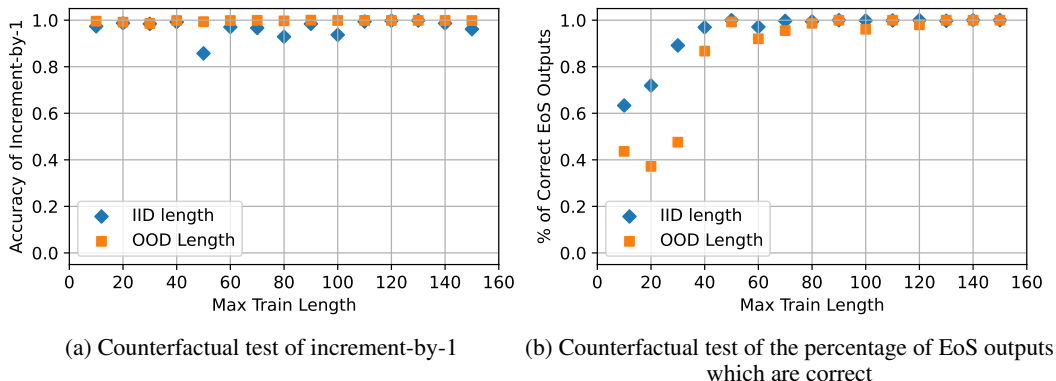 Accuracy of Increment-by-1
1.0
0.8
0.6
0.4
0.2
0.0
IID length
OOD Length
0 20 40 60 80 100 120 140 160
Max Train Length
(a) Counterfactual test of increment-by-1
% of Correct EoS Outputs
1.0
0.8
0.6
0.4
0.2
0.0
IID length
OOD Length
0 20 40 60 80 100 120 140 160
Max Train Length
(b) Counterfactual test of the percentage of EoS outputs
which are correct